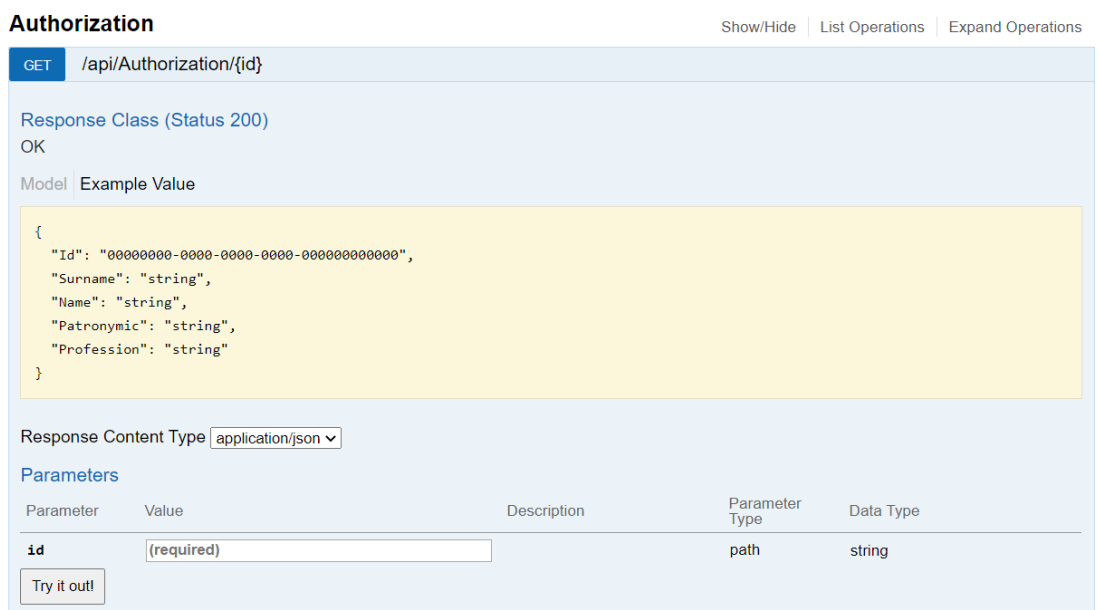 Authorization
Show/Hide List Operations Expand Operations
GET /api/Authorization/{id}
Response Class (Status 200)
OK
Model Example Value
{
"Id": "00000000-0000-0000-0000-000000000000",
"Surname": "string",
"Name": "string",
"Patronymic": "string",
"Profession": "string"
}
Response Content Type application/json
Parameters
Parameter Value Description Parameter Type Data Type
id (required) path string
Try it out!